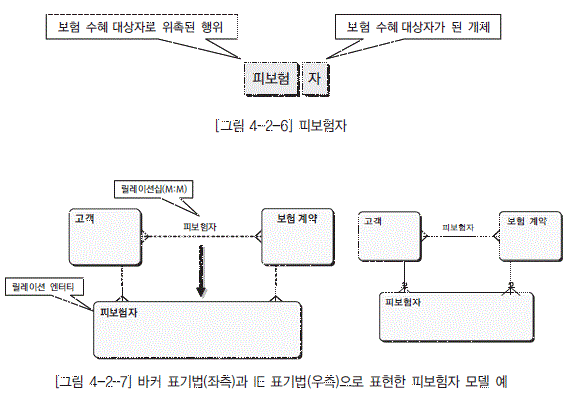 보험 수혜 대상자로 위촉된 행위
보험 수혜 대상자가 된 개체
피보험 자
[그림 4-2-6] 피보험자
릴레이션십(M:M)
고객
피보험자
보험 계약
릴레이션 엔터티
피보험자
고객
피보험자
보험 계약
피보험자
[그림 4-2-7] 바커 표기법(좌측)과 IE 표기법(우측)으로 표현한 피보험자 모델 예